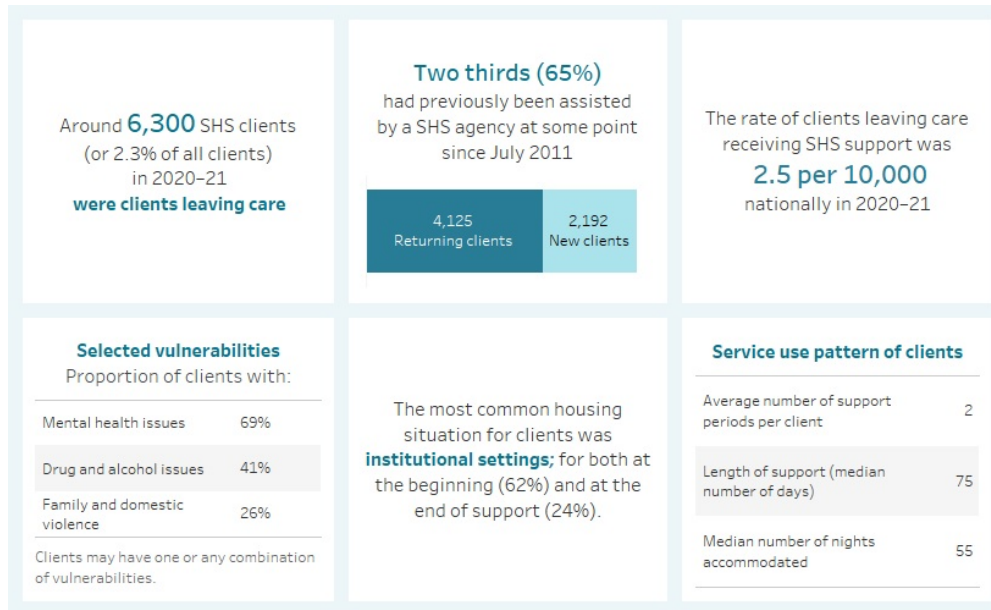 Around 6,300 SHS clients
(or 2.3% of all clients)
in 2020–21
were clients leaving care
Two thirds (65%)
had previously been assisted
by a SHS agency at some point
since July 2011
4,125
Returning clients
2,192
New clients
The rate of clients leaving care
receiving SHS support was
2.5 per 10,000
nationally in 2020–21
Selected vulnerabilities
Proportion of clients with:
Mental health issues 69%
Drug and alcohol issues 41%
Family and domestic
violence 26%
Clients may have one or any combination
of vulnerabilities.
The most common housing
situation for clients was
institutional settings; for both at
the beginning (62%) and at the
end of support (24%).
Service use pattern of clients
Average number of support
periods per client 2
Length of support (median
number of days) 75
Median number of nights
accommodated 55